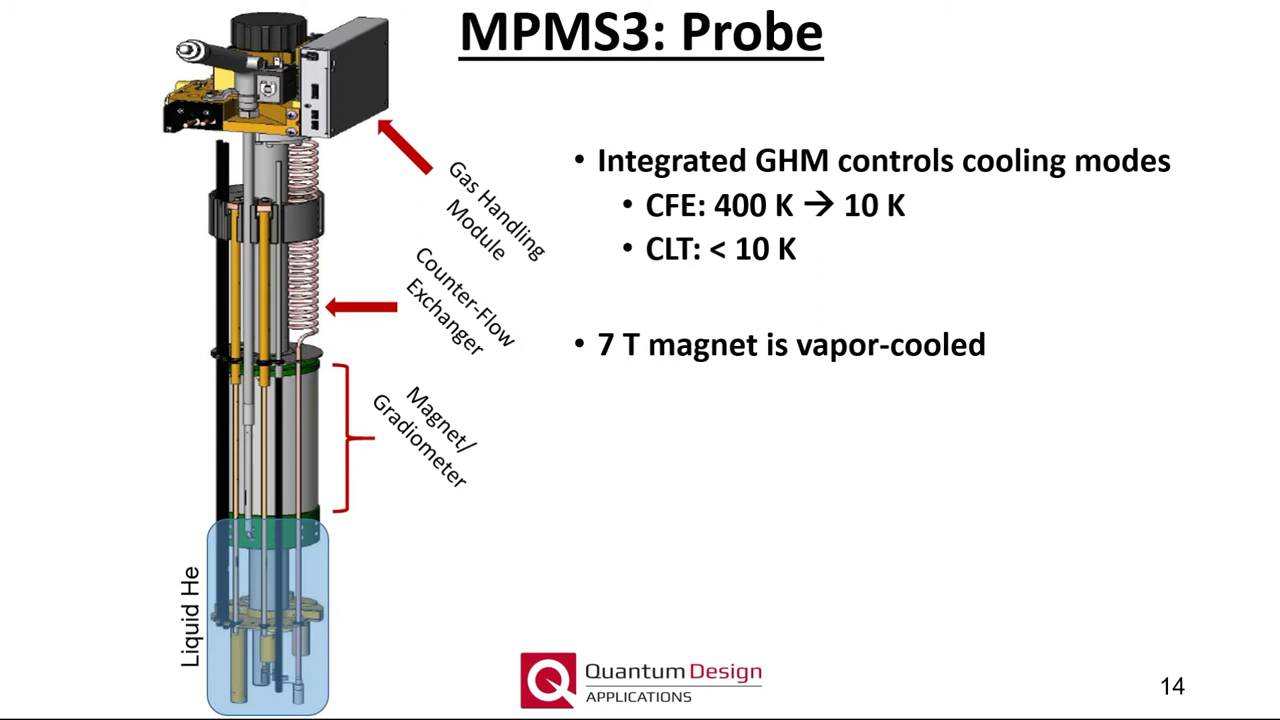 MPMS3: Probe
• Integrated GHM controls cooling modes
• CFE: 400 K → 10 K
• CLT: < 10 K
• 7 T magnet is vapor-cooled
Gas Handling
Module
Counter-Flow
Exchanger
Magnet/
Gradiometer
Liquid He
Q
Quantum Design
APPLICATIONS
14